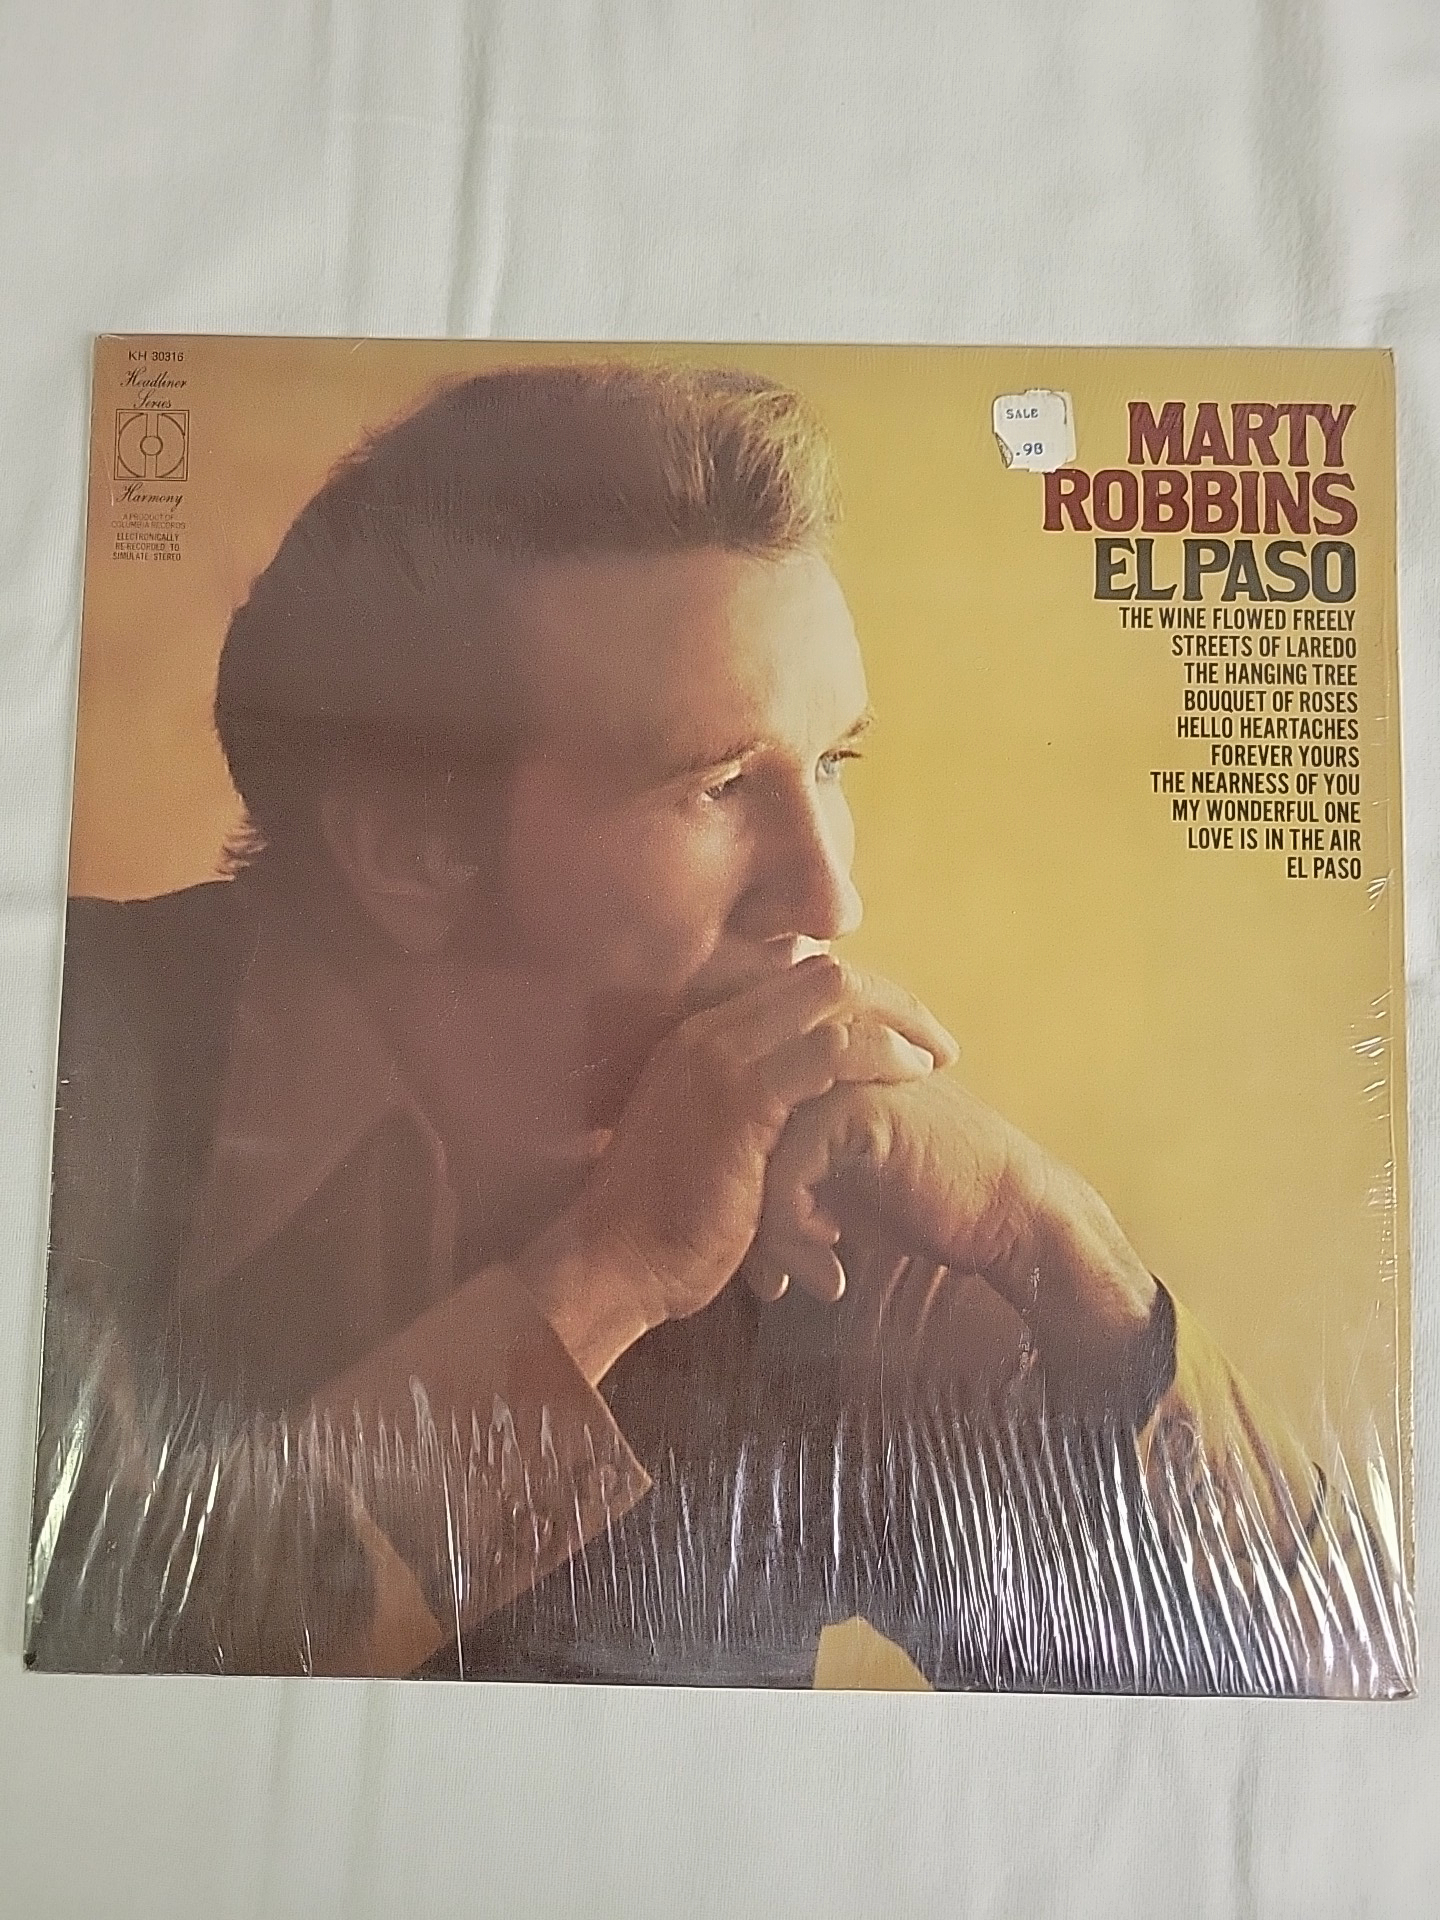 KH 30316
Headliner
Series
Harmony
A PRODUCT OF
COLUMBIA RECORDS
ELECTRONICALLY
RE-RECORDED TO
SIMULATE STEREO
SALE
.98
MARTY
ROBBINS
EL PASO
THE WINE FLOWED FREELY
STREETS OF LAREDO
THE HANGING TREE
BOUQUET OF ROSES
HELLO HEARTACHES
FOREVER YOURS
THE NEARNESS OF YOU
MY WONDERFUL ONE
LOVE IS IN THE AIR
EL PASO